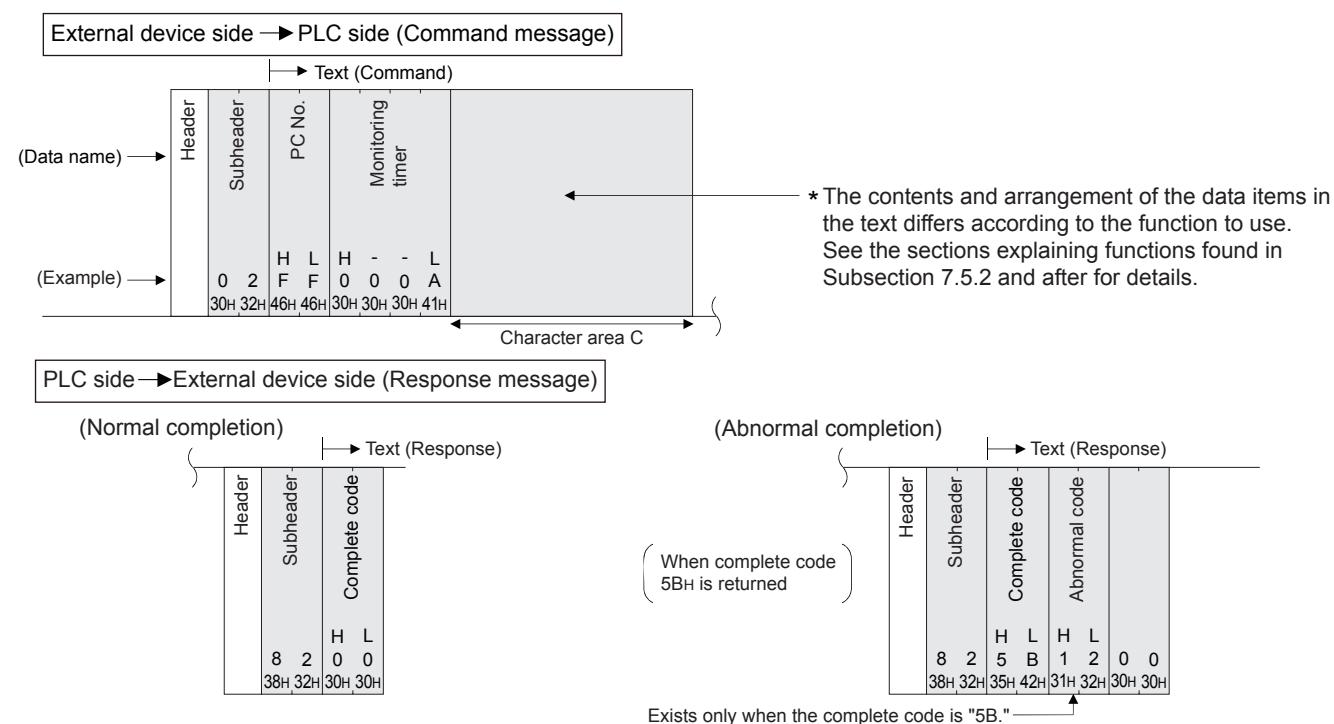 External device side → PLC side (Command message)
Text (Command)
(Data name)
Header
Subheader
PC No.
Monitoring
timer
* The contents and arrangement of the data items in
the text differs according to the function to use.
See the sections explaining functions found in
Subsection 7.5.2 and after for details.
H L H - - L
(Example) 0 2 F F 0 0 0 A
30H 32H 46H 46H 30H 30H 30H 41H
Character area C
PLC side → External device side (Response message)
(Normal completion)
Text (Response)
Header
Subheader
Complete code
H L
8 2 0 0
38H 32H 30H 30H
(Abnormal completion)
Text (Response)
When complete code
5BH is returned
Header
Subheader
Complete code
Abnormal code
H L H L
8 2 5 B 1 2 0 0
38H 32H 35H 42H 31H 32H 30H 30H
Exists only when the complete code is "5B."